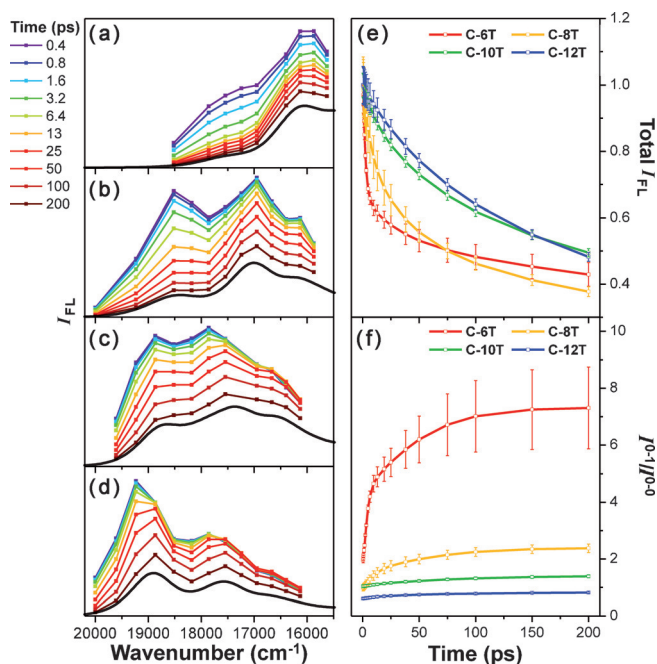 Time (ps)
0.4
0.8
1.6
3.2
6.4
13
25
50
100
200
(a)
(b)
(c)
(d)
I_FL
20000 19000 18000 17000 16000
Wavenumber (cm⁻¹)
(e)
C-6T C-8T
C-10T C-12T
1.2
1.0
0.8
0.6
0.4
Total I_FL
(f)
C-6T C-8T
C-10T C-12T
10
8
6
4
2
0
I⁰⁻¹/I⁰⁻⁰
0 50 100 150 200
Time (ps)